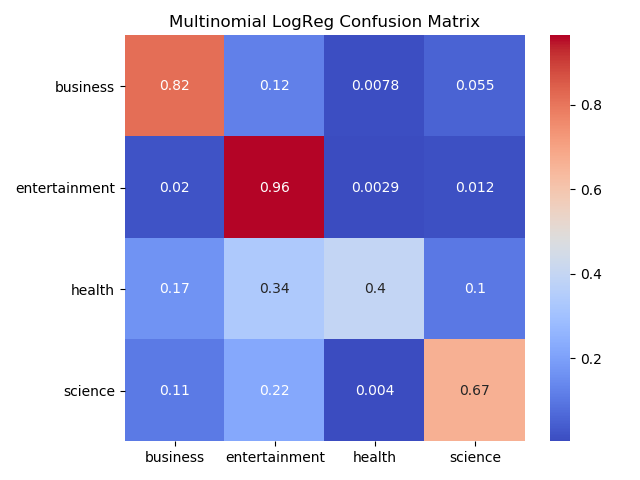 Multinomial LogReg Confusion Matrix
business 0.82 0.12 0.0078 0.055
entertainment 0.02 0.96 0.0029 0.012
health 0.17 0.34 0.4 0.1
science 0.11 0.22 0.004 0.67
business entertainment health science
0.8
0.6
0.4
0.2